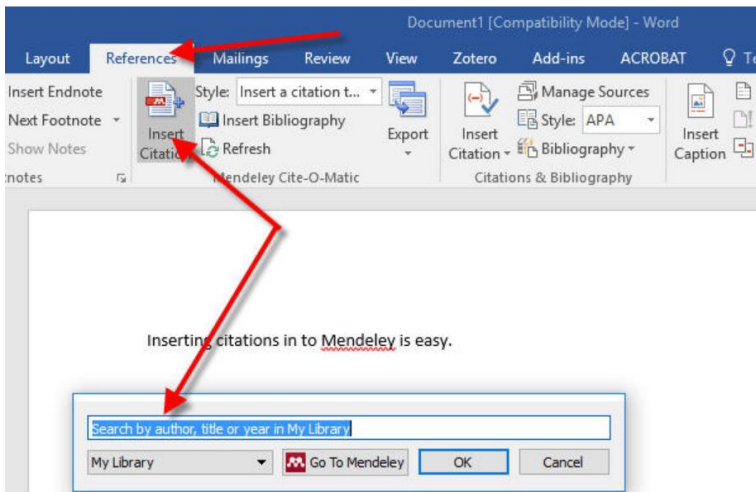 Document1 [Compatibility Mode] - Word
Layout References Mailings Review View Zotero Add-ins ACROBAT Te
Insert Endnote
Next Footnote
Show Notes
Insert
Citation
Style: Insert a citation t...
Insert Bibliography
Refresh
Export
Mendeley Cite-O-Matic
Insert
Citation
Manage Sources
Style: APA
Bibliography
Citations & Bibliography
Insert
Caption
notes
Inserting citations in to Mendeley is easy.
Search by author, title or year in My Library
My Library Go To Mendeley OK Cancel